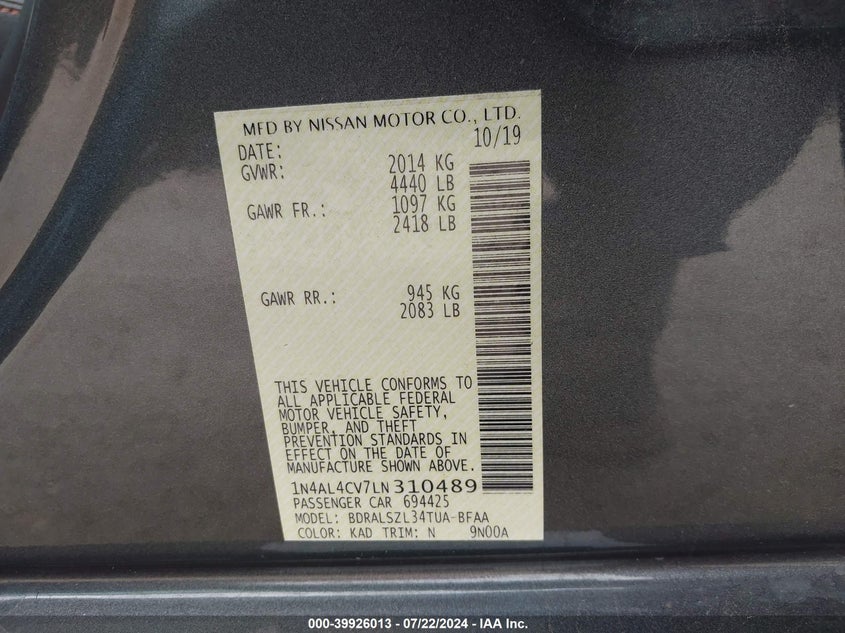 MFD BY NISSAN MOTOR CO., LTD.
DATE: 10/19
GVWR: 2014 KG
4440 LB
GAWR FR.: 1097 KG
2418 LB
GAWR RR.: 945 KG
2083 LB
THIS VEHICLE CONFORMS TO
ALL APPLICABLE FEDERAL
MOTOR VEHICLE SAFETY,
BUMPER, AND THEFT
PREVENTION STANDARDS IN
EFFECT ON THE DATE OF
MANUFACTURE SHOWN ABOVE.
1N4AL4CV7LN310489
PASSENGER CAR 694425
MODEL: BDRALSZL34TUA-BFAA
COLOR: KAD TRIM: N 9N00A
000-39926013 - 07/22/2024 - IAA Inc.